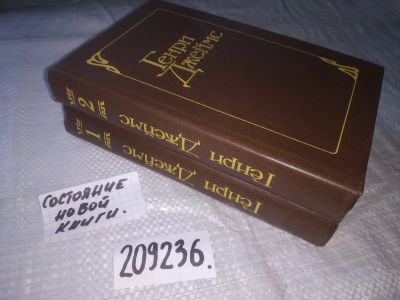 Генри
Джеймс
2
Генри Джеймс
1
Генри Джеймс
СОСТОЯНИЕ
НОВОЙ
КНИГИ.
209236.